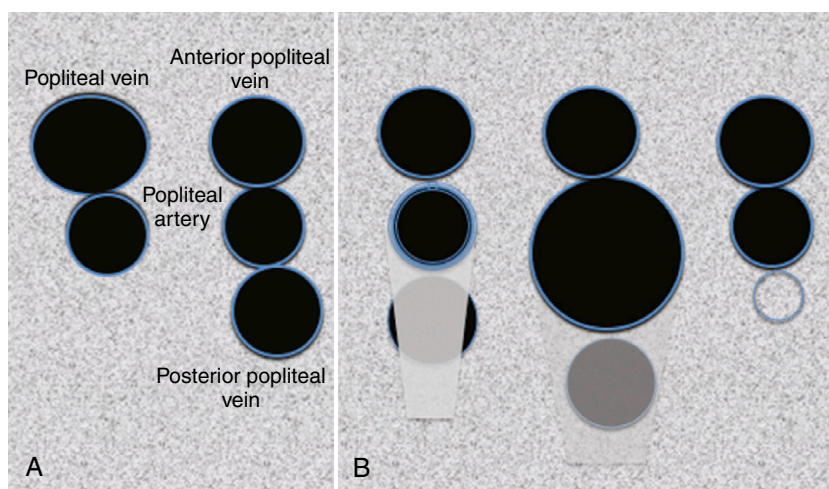 Popliteal vein
Anterior popliteal
vein
Popliteal
artery
Posterior popliteal
vein
A
B